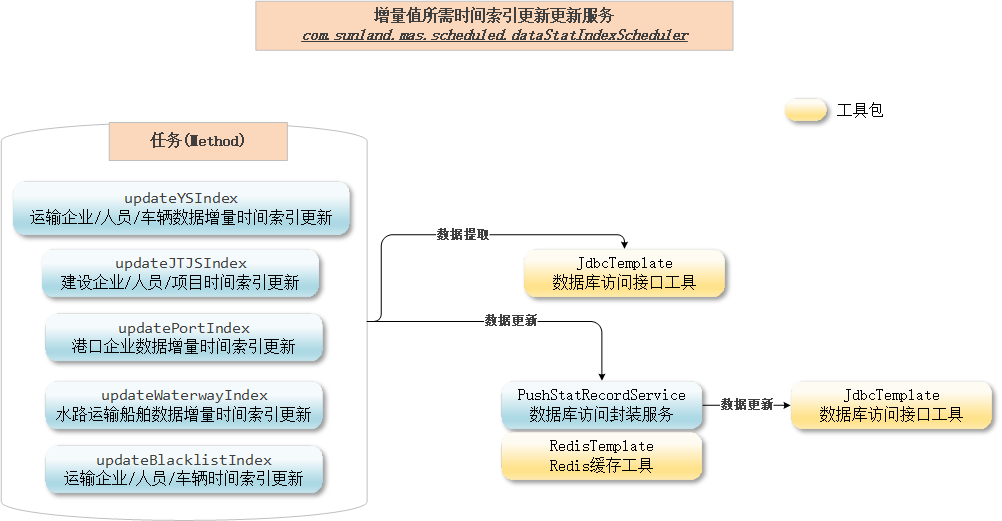 增量值所需时间索引更新更新服务
com.sunland.mas.scheduled.dataStatIndexScheduler
工具包
任务(Method)
updateYSIndex
运输企业/人员/车辆数据增量时间索引更新
updateJTJSIndex
建设企业/人员/项目时间索引更新
updatePortIndex
港口企业数据增量时间索引更新
updateWaterwayIndex
水路运输船舶数据增量时间索引更新
updateBlacklistIndex
运输企业/人员/车辆时间索引更新
数据提取
JdbcTemplate
数据库访问接口工具
数据更新
PushStatRecordService
数据库访问封装服务
数据更新
JdbcTemplate
数据库访问接口工具
RedisTemplate
Redis缓存工具